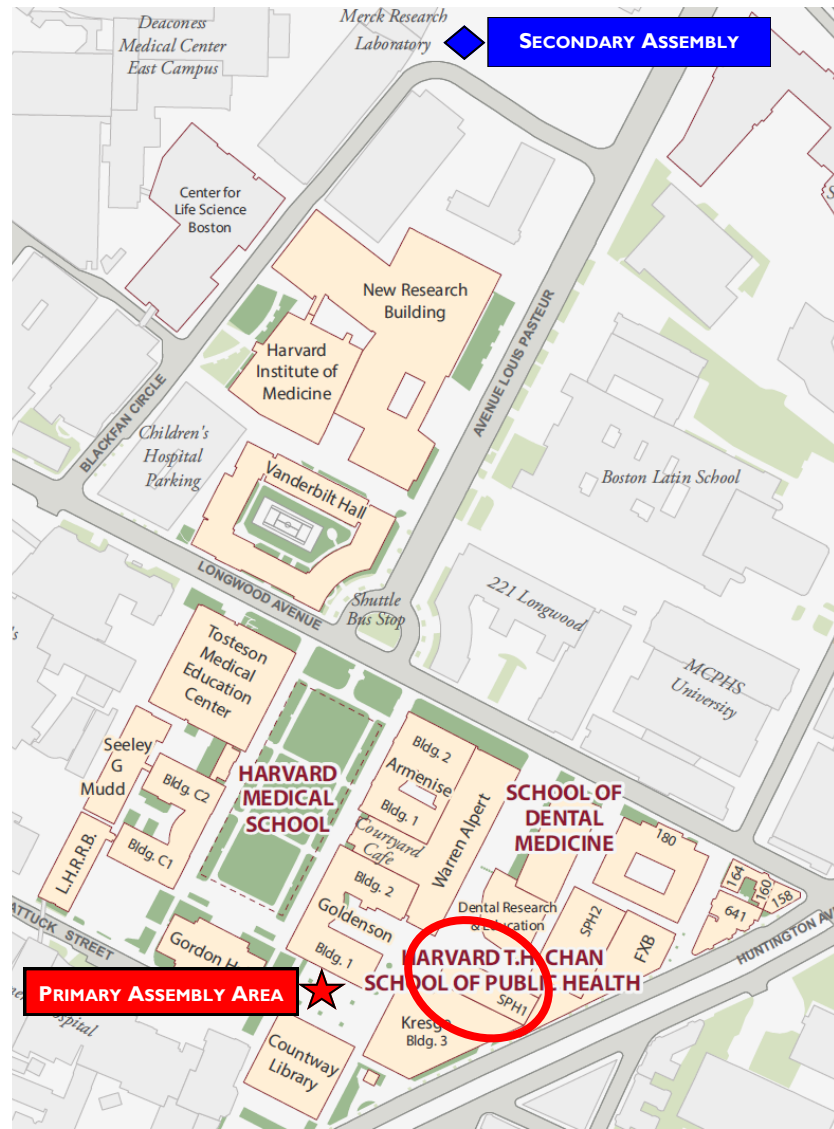 Deaconess
Medical Center
East Campus
Merck Research
Laboratory
SECONDARY ASSEMBLY
Center for
Life Science
Boston
New Research
Building
Harvard
Institute of
Medicine
AVENUE LOUIS PASTEUR
BLACKFAN CIRCLE
Children's
Hospital
Parking
Vanderbilt Hall
Boston Latin School
LONGWOOD AVENUE
Shuttle
Bus Stop
221 Longwood
MCPHS
University
Tosteson
Medical
Education
Center
Seeley
G
Mudd
Bldg. C2
Bldg. C1
L.H.R.R.B.
HARVARD
MEDICAL
SCHOOL
Bldg. 2
Armenise
Bldg. 1
Courtyard
Cafe
Warren Alpert
SCHOOL OF
DENTAL
MEDICINE
180
164
160
158
641
Bldg. 2
Goldenson
Bldg. 1
Dental Research
& Education
SPH2
FXB
HUNTINGTON AV
HARVARD T.H. CHAN
SCHOOL OF PUBLIC HEALTH
SPH1
Kresge
Bldg. 3
ATTUCK STREET
Gordon H
PRIMARY ASSEMBLY AREA
Countway
Library